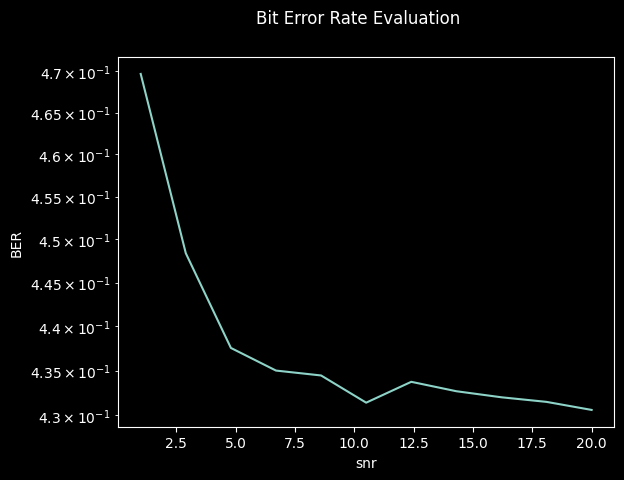 Bit Error Rate Evaluation
4.7 × 10⁻¹
4.65 × 10⁻¹
4.6 × 10⁻¹
4.55 × 10⁻¹
4.5 × 10⁻¹
4.45 × 10⁻¹
4.4 × 10⁻¹
4.35 × 10⁻¹
4.3 × 10⁻¹
BER
2.5 5.0 7.5 10.0 12.5 15.0 17.5 20.0
snr